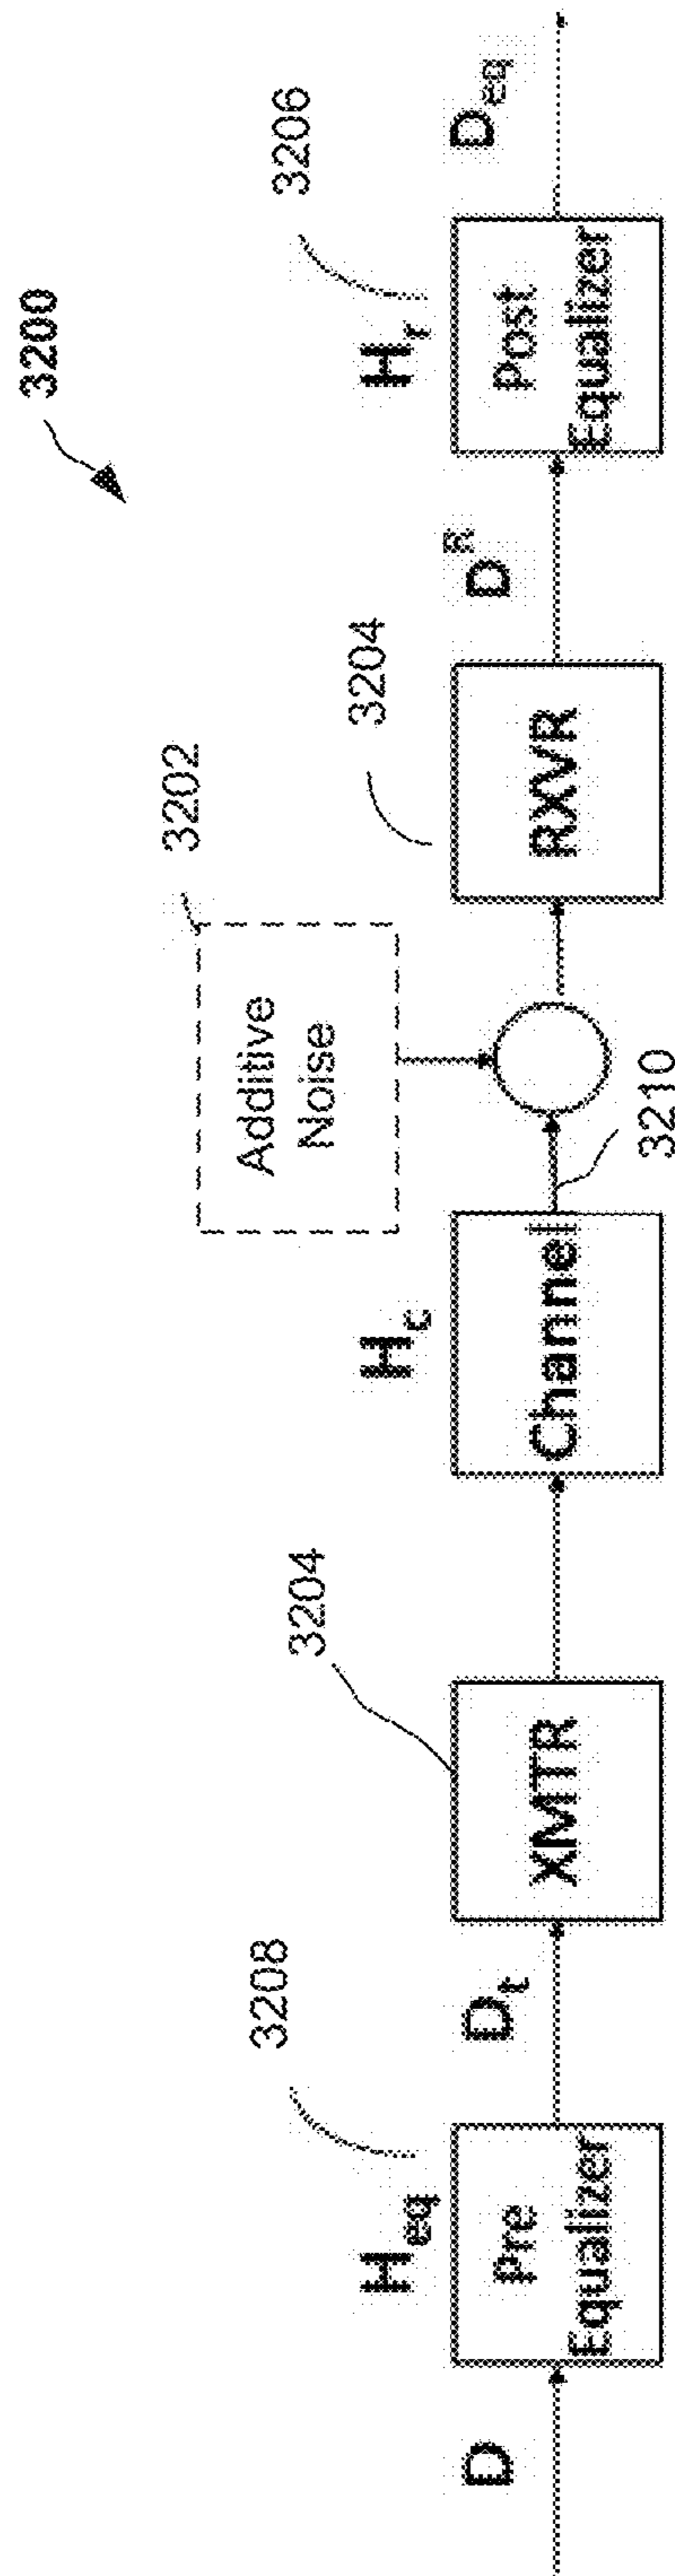 3200
3208
3204
3202
3204
3206
Additive
Noise
H_eq
H_c
H_r
D
Pre
Equalizer
D_t
XMTR
Channel
3210
RXVR
D^R
Post
Equalizer
D_eq